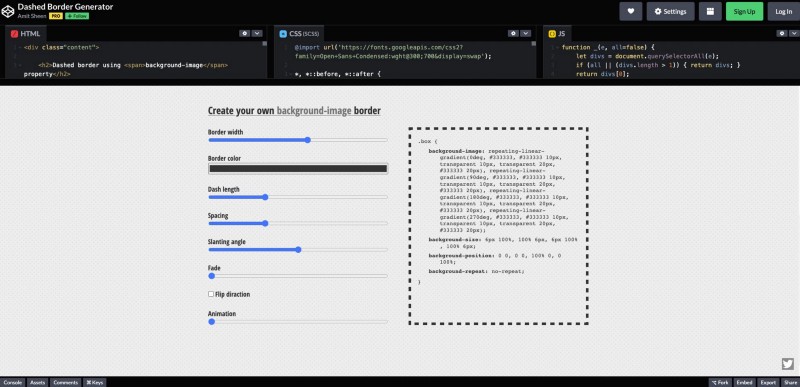 Dashed Border Generator
Amit Sheen PRO + Follow
Settings
Sign Up
Log In
HTML
CSS (SCSS)
JS
<div class="content">
<h2>Dashed border using <span>background-image</span>
property</h2>
@import url('https://fonts.googleapis.com/css2?
family=Open+Sans+Condensed:wght@300;700&display=swap');
*, *::before, *::after {
function _(e, all=false) {
let divs = document.querySelectorAll(e);
if (all || (divs.length > 1)) { return divs; }
return divs[0];
Create your own background-image border
Border width
Border color
Dash length
Spacing
Slanting angle
Fade
Flip direction
Animation
.box {
background-image: repeating-linear-
gradient(0deg, #333333, #333333 10px,
transparent 10px, transparent 20px,
#333333 20px), repeating-linear-
gradient(90deg, #333333, #333333 10px,
transparent 10px, transparent 20px,
#333333 20px), repeating-linear-
gradient(180deg, #333333, #333333 10px,
transparent 10px, transparent 20px,
#333333 20px), repeating-linear-
gradient(270deg, #333333, #333333 10px,
transparent 10px, transparent 20px,
#333333 20px);
background-size: 6px 100%, 100% 6px, 6px 100%
, 100% 6px;
background-position: 0 0, 0 0, 100% 0, 0
100%;
background-repeat: no-repeat;
}
Console
Assets
Comments
⌘ Keys
Fork
Embed
Export
Share